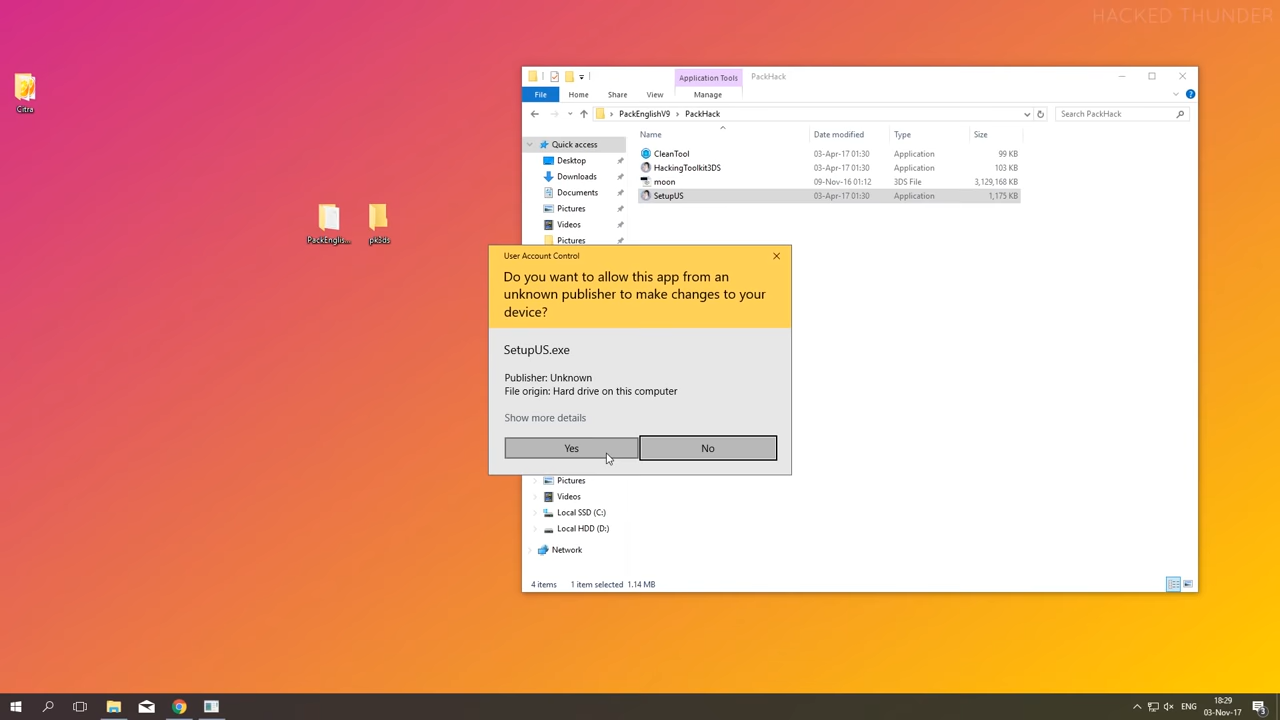 HACKED THUNDER
Citra
PackEnglis...
pk3ds
Application Tools
PackHack
File
Home
Share
View
Manage
PackEnglishV9 > PackHack
Search PackHack
Name
Date modified
Type
Size
Quick access
Desktop
Downloads
Documents
Pictures
Videos
Pictures
CleanTool 03-Apr-17 01:30 Application 99 KB
HackingToolkit3DS 03-Apr-17 01:30 Application 103 KB
moon 09-Nov-16 01:12 3DS File 3,129,168 KB
SetupUS 03-Apr-17 01:30 Application 1,175 KB
User Account Control
Do you want to allow this app from an
unknown publisher to make changes to your
device?
SetupUS.exe
Publisher: Unknown
File origin: Hard drive on this computer
Show more details
Yes
No
Pictures
Videos
Local SSD (C:)
Local HDD (D:)
Network
4 items 1 item selected 1.14 MB
ENG
18:29
03-Nov-17
3